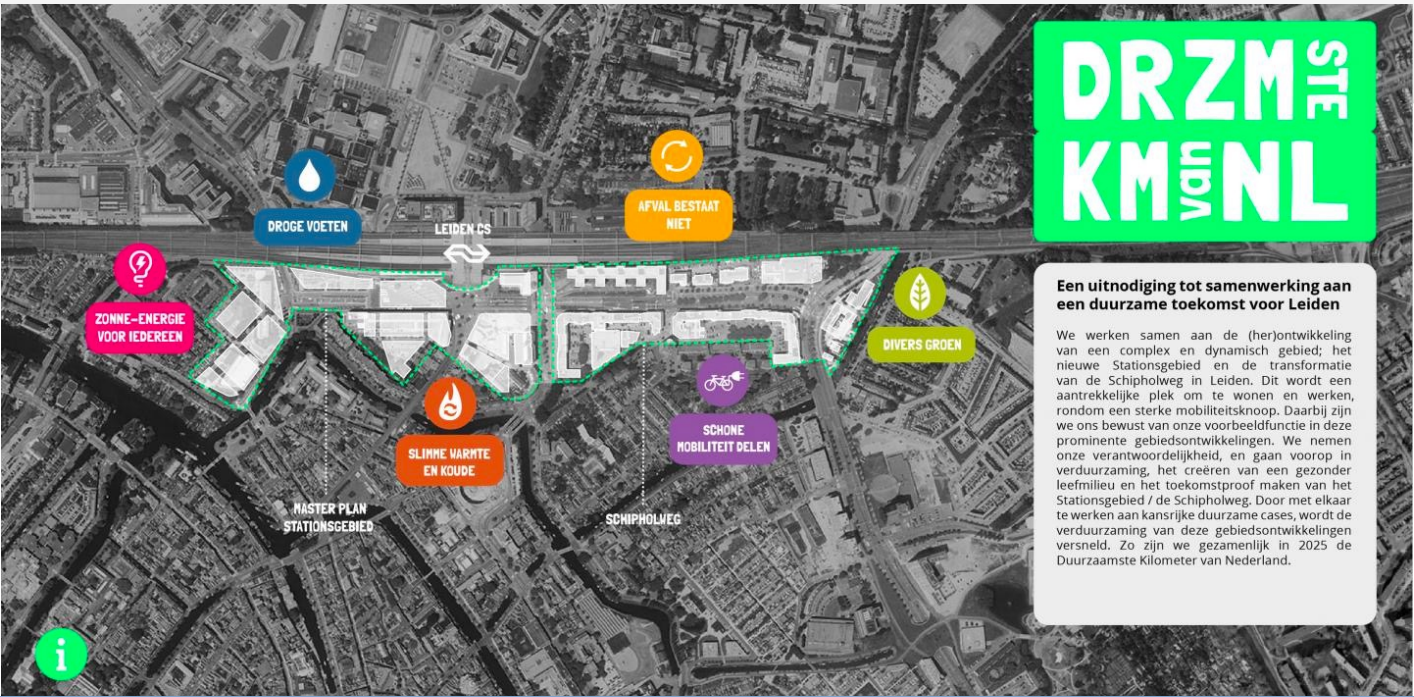 DRZM STE
KM van NL
DROGE VOETEN
AFVAL BESTAAT
NIET
LEIDEN CS
ZONNE-ENERGIE
VOOR IEDEREEN
DIVERS GROEN
SLIMME WARMTE
EN KOUDE
SCHONE
MOBILITEIT DELEN
MASTER PLAN
STATIONSGEBIED
SCHIPHOLWEG
i
Een uitnodiging tot samenwerking aan
een duurzame toekomst voor Leiden
We werken samen aan de (her)ontwikkeling
van een complex en dynamisch gebied; het
nieuwe Stationsgebied en de transformatie
van de Schipholweg in Leiden. Dit wordt een
aantrekkelijke plek om te wonen en werken,
rondom een sterke mobiliteitsknoop. Daarbij zijn
we ons bewust van onze voorbeeldfunctie in deze
prominente gebiedsontwikkelingen. We nemen
onze verantwoordelijkheid, en gaan voorop in
verduurzaming, het creëren van een gezonder
leefmilieu en het toekomstproof maken van het
Stationsgebied / de Schipholweg. Door met elkaar
te werken aan kansrijke duurzame cases, wordt de
verduurzaming van deze gebiedsontwikkelingen
versneld. Zo zijn we gezamenlijk in 2025 de
Duurzaamste Kilometer van Nederland.